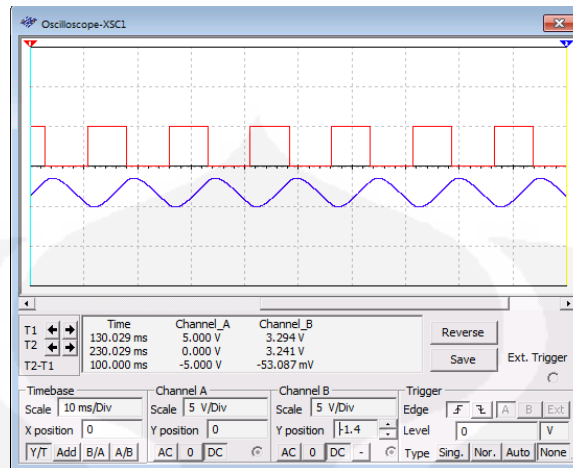 Oscilloscope-XSC1
1 1
Time Channel_A Channel_B
T1 130.029 ms 5.000 V 3.294 V
T2 230.029 ms 0.000 V 3.241 V
T2-T1 100.000 ms -5.000 V -53.087 mV
Reverse
Save
Ext. Trigger
Timebase Channel A Channel B Trigger
Scale 10 ms/Div Scale 5 V/Div Scale 5 V/Div Edge A B Ext
X position 0 Y position 0 Y position -1.4 Level 0 V
Y/T Add B/A A/B AC 0 DC AC 0 DC - Type Sing. Nor. Auto None